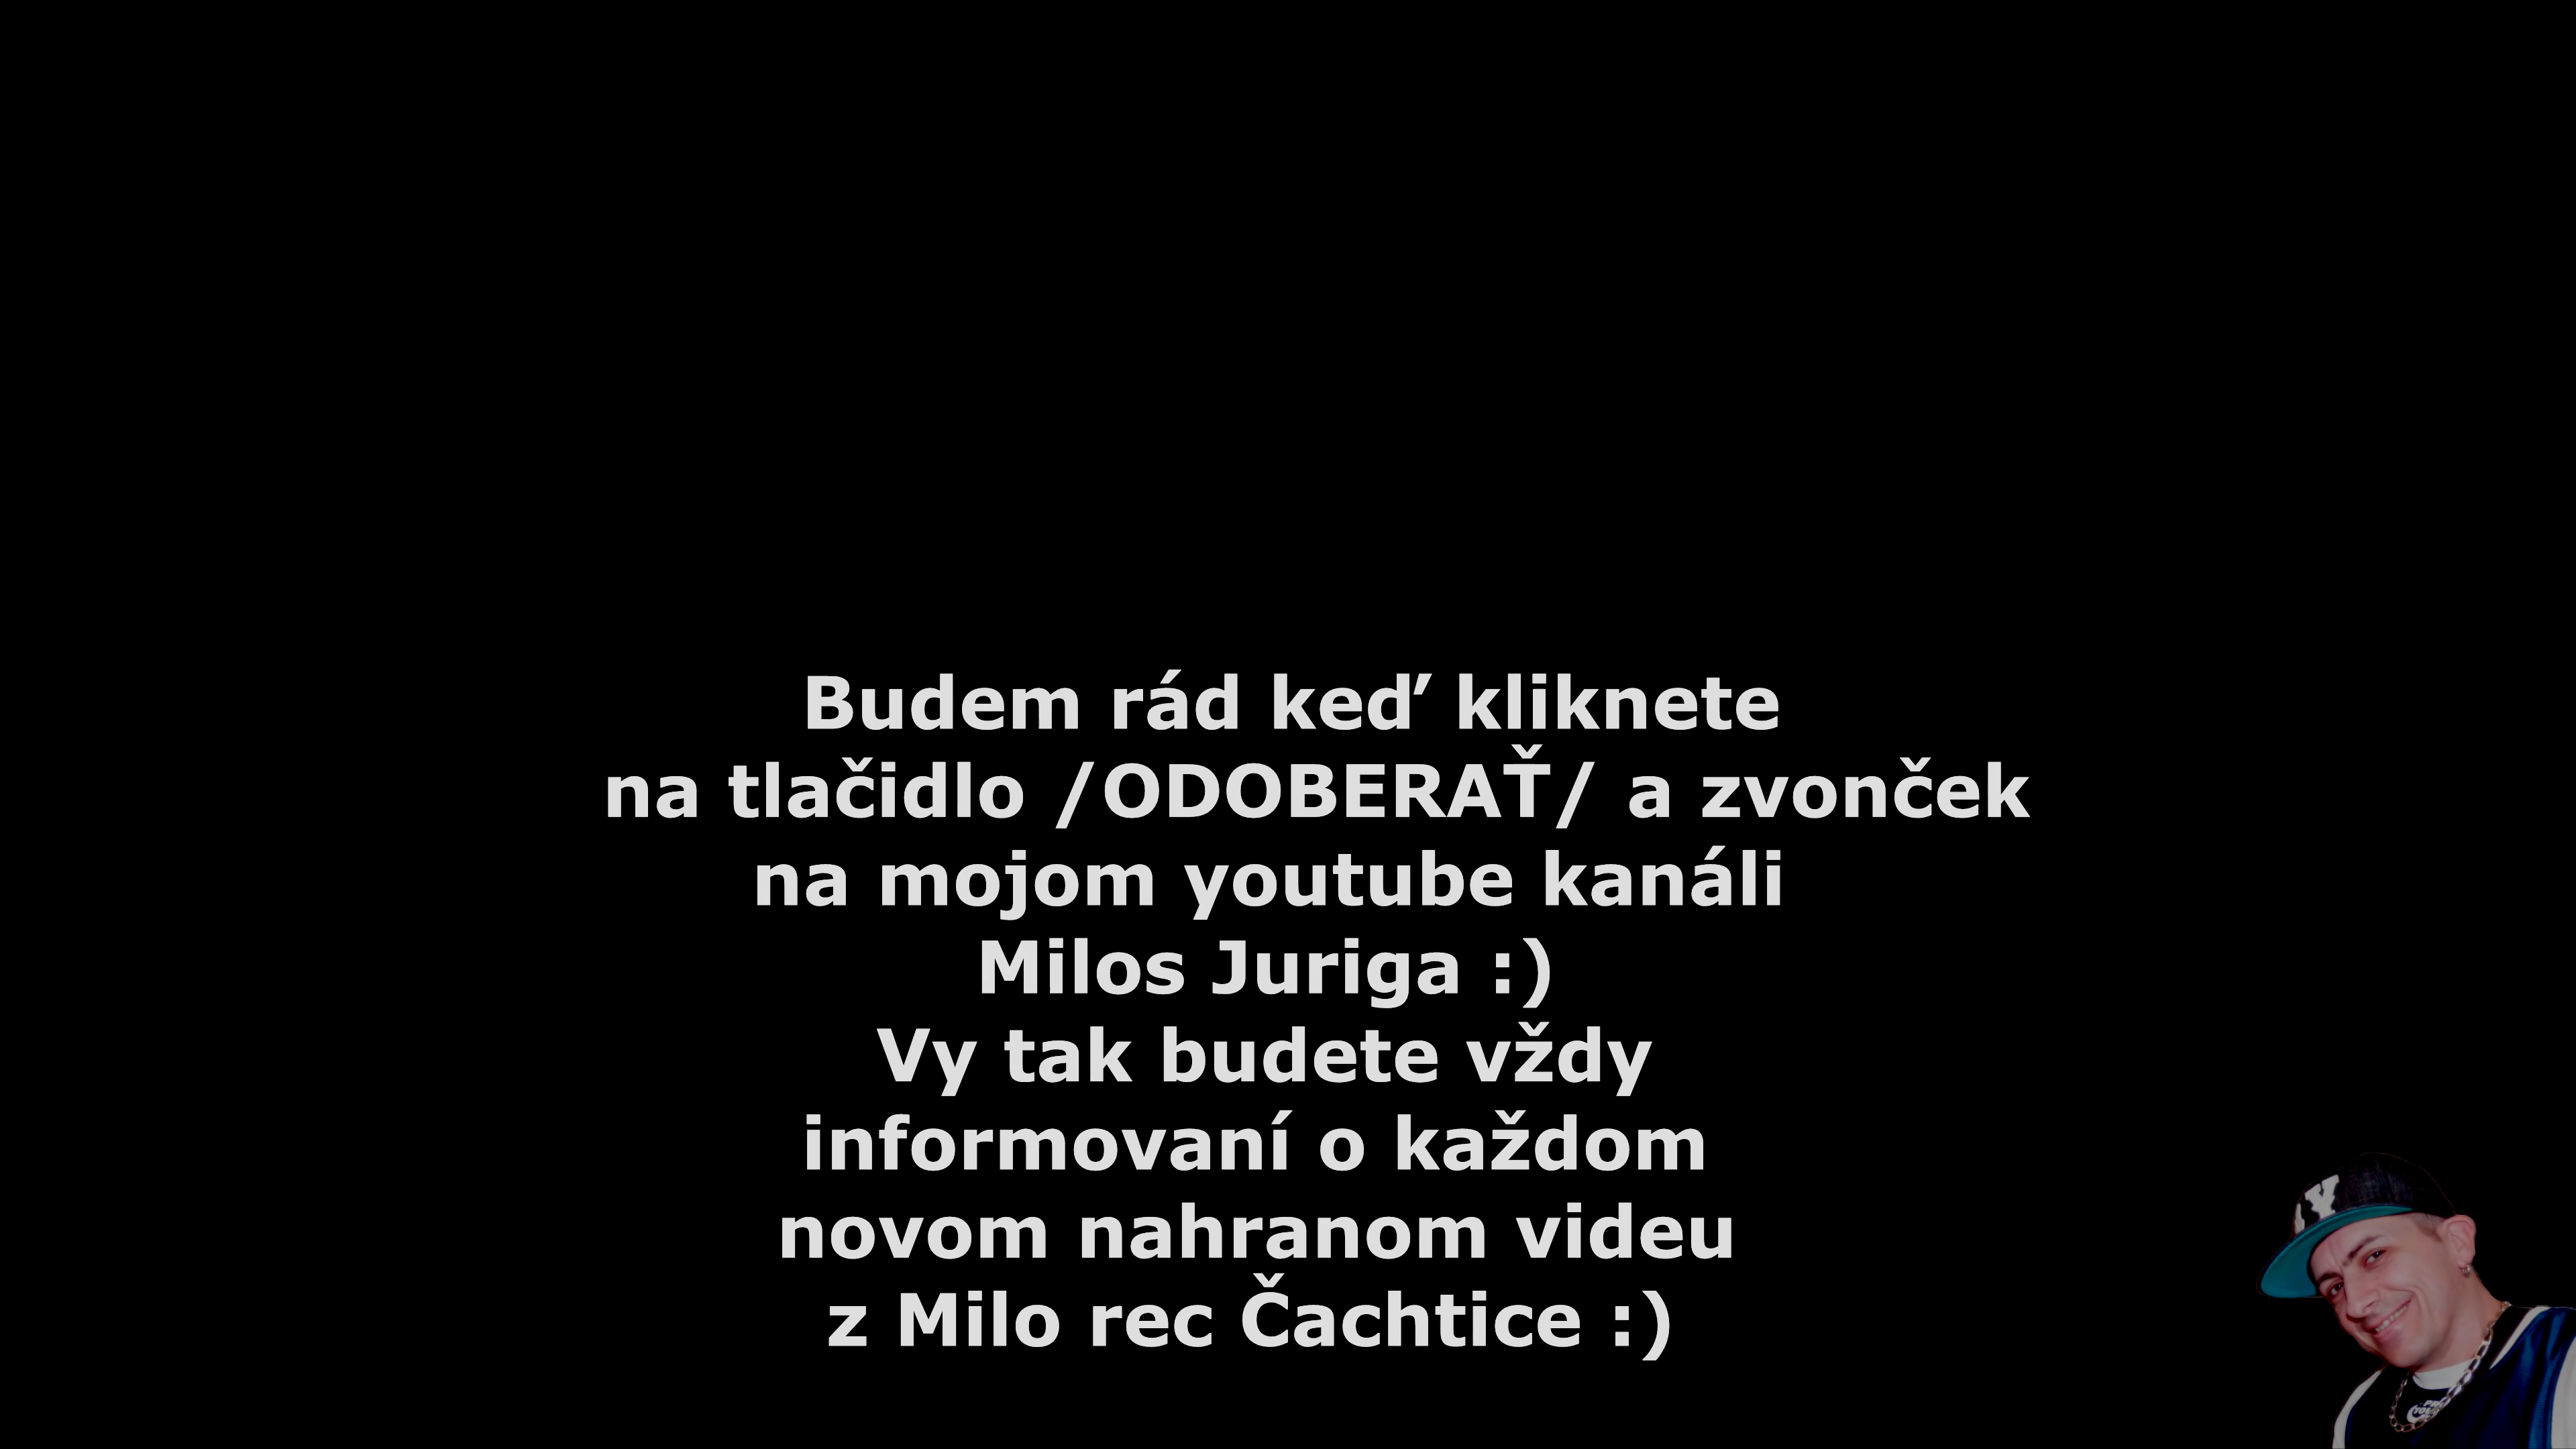 Budem rád keď kliknete
na tlačidlo /ODOBERAŤ/ a zvonček
na mojom youtube kanáli
Milos Juriga :)
Vy tak budete vždy
informovaní o každom
novom nahranom videu
z Milo rec Čachtice :)